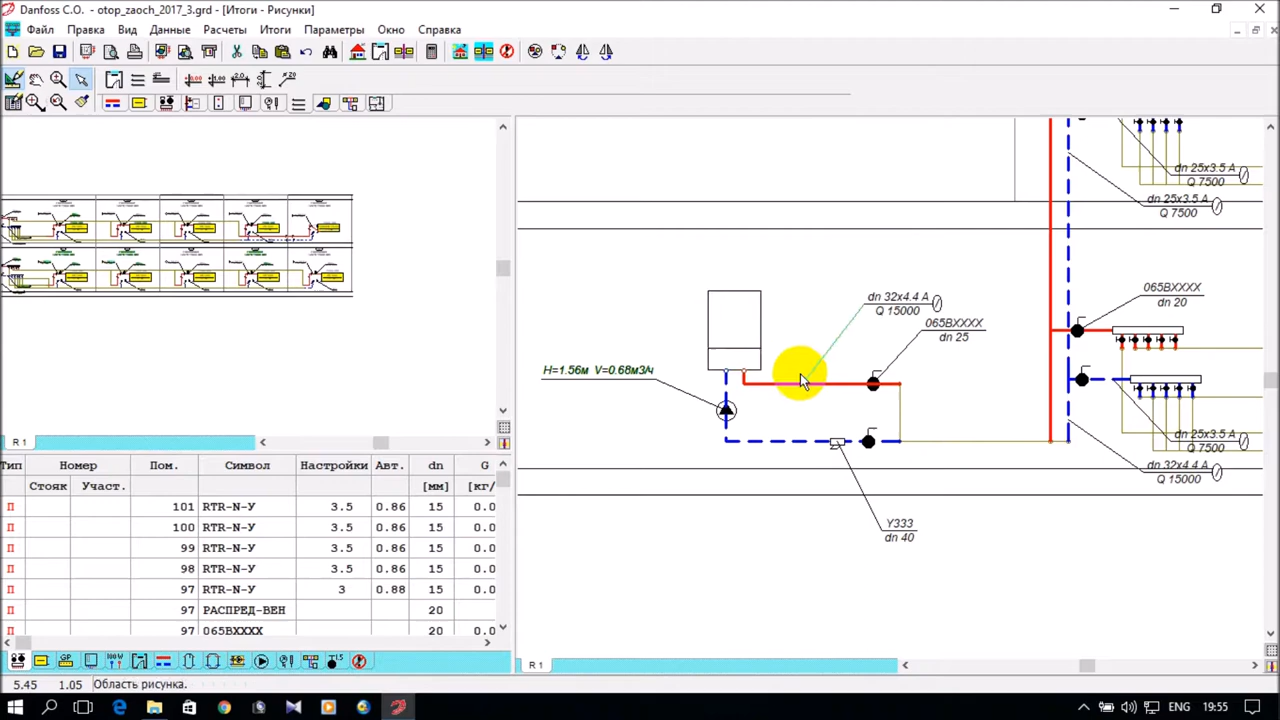 Danfoss C.O. - otop_zaoch_2017_3.grd - [Итоги - Рисунки]
Файл Правка Вид Данные Расчеты Итоги Параметры Окно Справка
dn 25x3.5 A
Q 7500
dn 25x3.5 A
Q 7500
065BXXXX
dn 20
dn 32x4.4 A
Q 15000
065BXXXX
dn 25
H=1.56м V=0.68м3/ч
dn 25x3.5 A
Q 7500
dn 32x4.4 A
Q 15000
Y333
dn 40
R 1
Тип Номер Пом. Символ Настройки Авт. dn G
Стояк Участ. [мм] [кг/
П 101 RTR-N-У 3.5 0.86 15 0.0
П 100 RTR-N-У 3.5 0.86 15 0.0
П 99 RTR-N-У 3.5 0.86 15 0.0
П 98 RTR-N-У 3.5 0.86 15 0.0
П 97 RTR-N-У 3 0.88 15 0.0
П 97 РАСПРЕД-ВЕН 20
П 97 065BXXXX 20 0.0
R 1
5.45 1.05 Область рисунка.
ENG 19:55